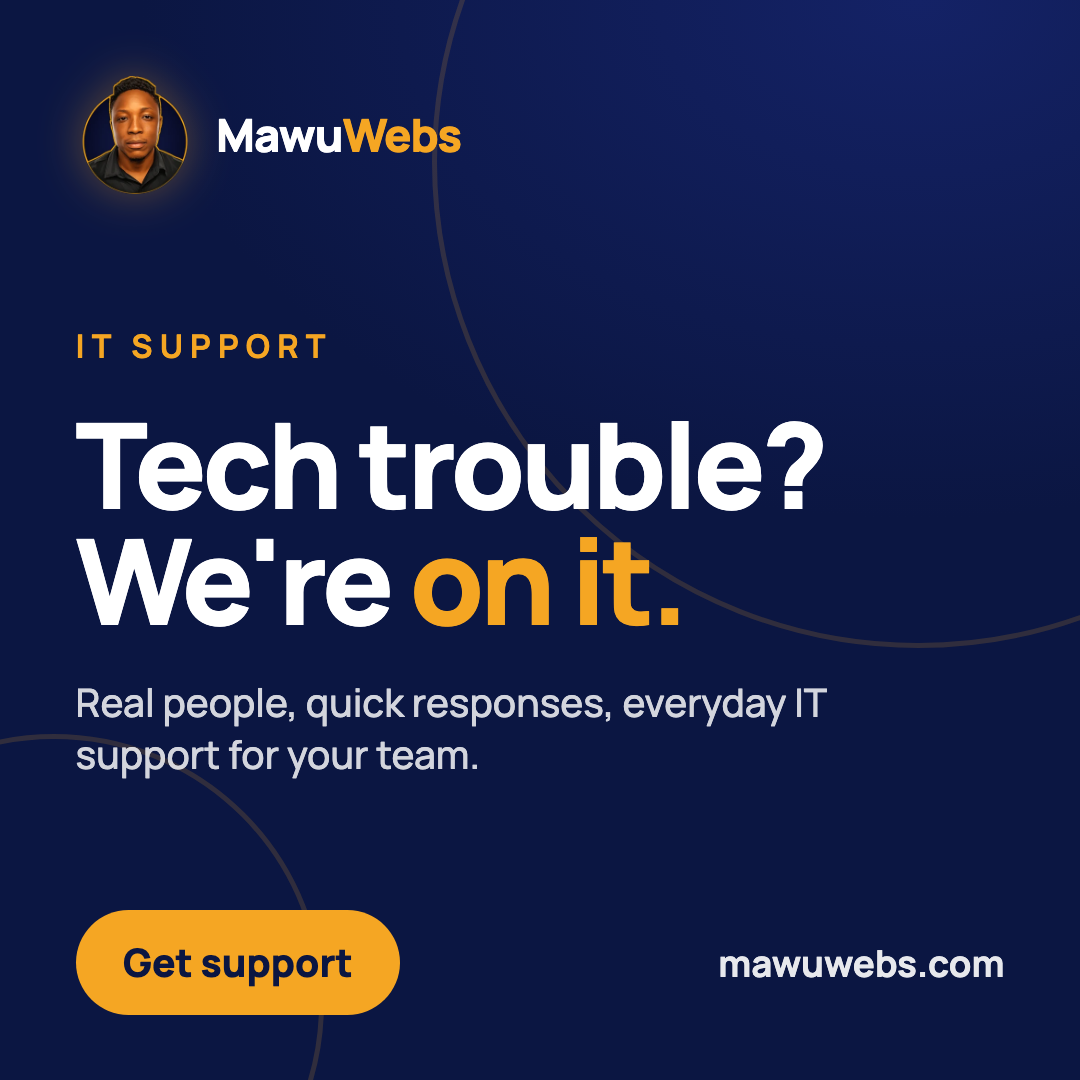 MawuWebs
IT SUPPORT
Tech trouble?
We're on it.
Real people, quick responses, everyday IT
support for your team.
Get support
mawuwebs.com